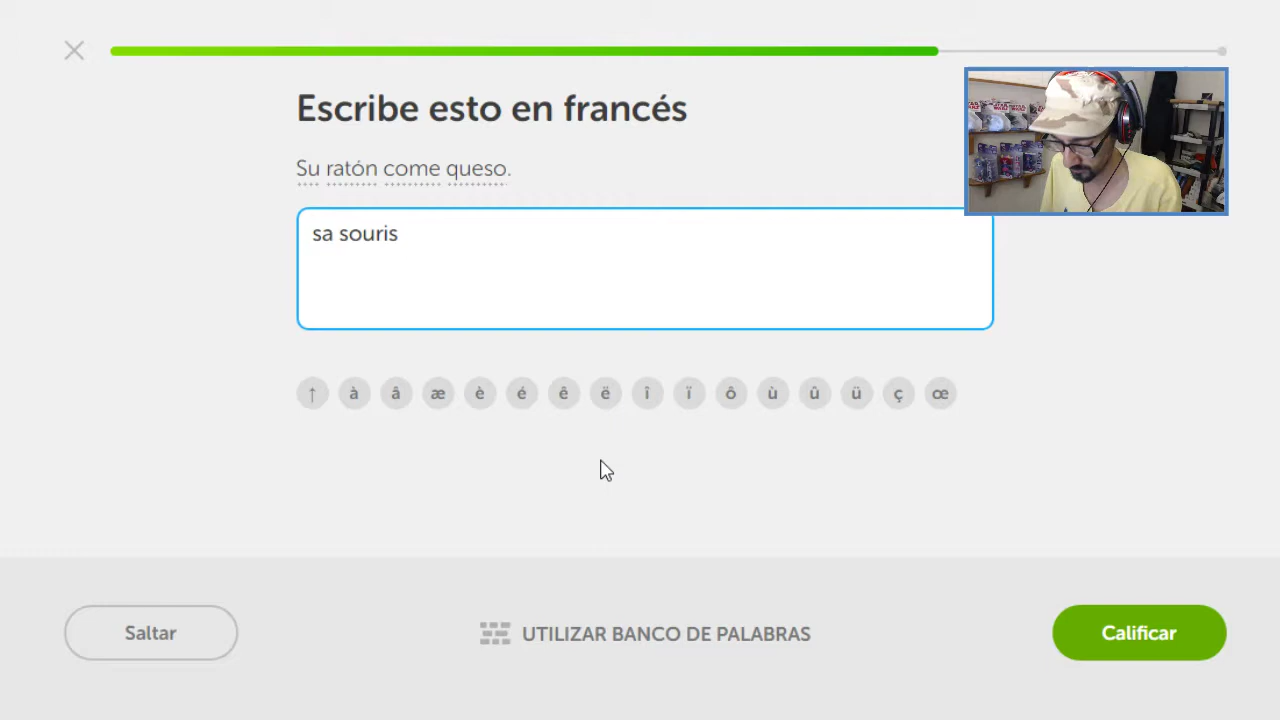 Escribe esto en francés
Su ratón come queso.
sa souris
↑ à â æ è é ê ë î ï ô ù û ü ç œ
Saltar
UTILIZAR BANCO DE PALABRAS
Calificar